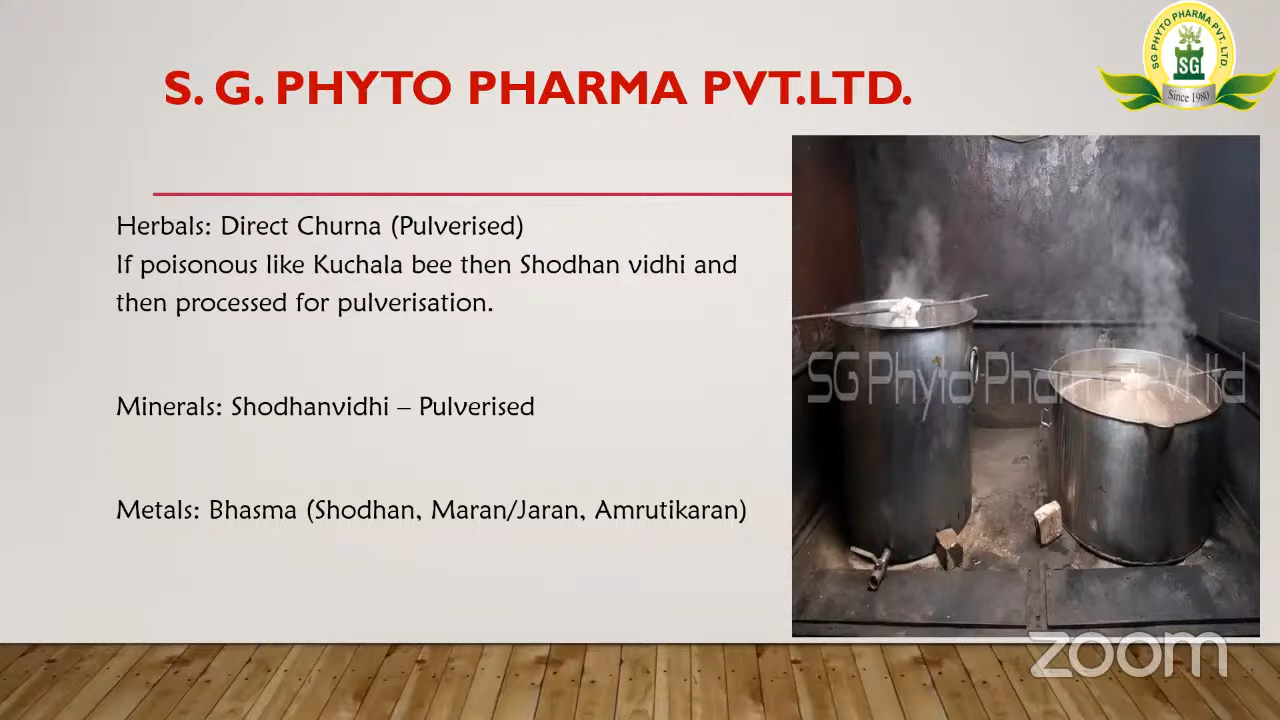 S. G. PHYTO PHARMA PVT.LTD.
SG PHYTO PHARMA PVT. LTD.
SG
Since 1980
Herbals: Direct Churna (Pulverised)
If poisonous like Kuchala bee then Shodhan vidhi and
then processed for pulverisation.
Minerals: Shodhanvidhi – Pulverised
Metals: Bhasma (Shodhan, Maran/Jaran, Amrutikaran)
SG Phyto Pharma Pvt.ltd
zoom